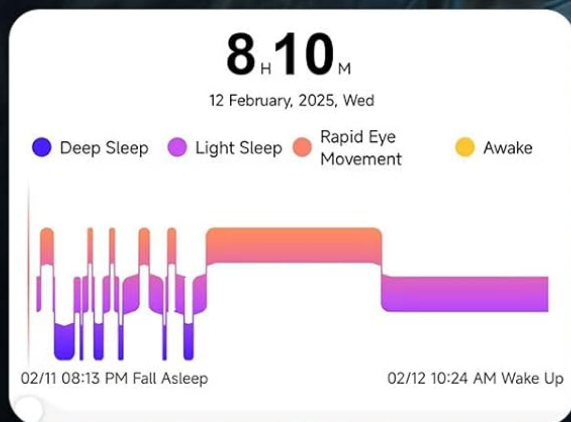 8H10M
12 February, 2025, Wed
Deep Sleep Light Sleep Rapid Eye Movement Awake
02/11 08:13 PM Fall Asleep 02/12 10:24 AM Wake Up